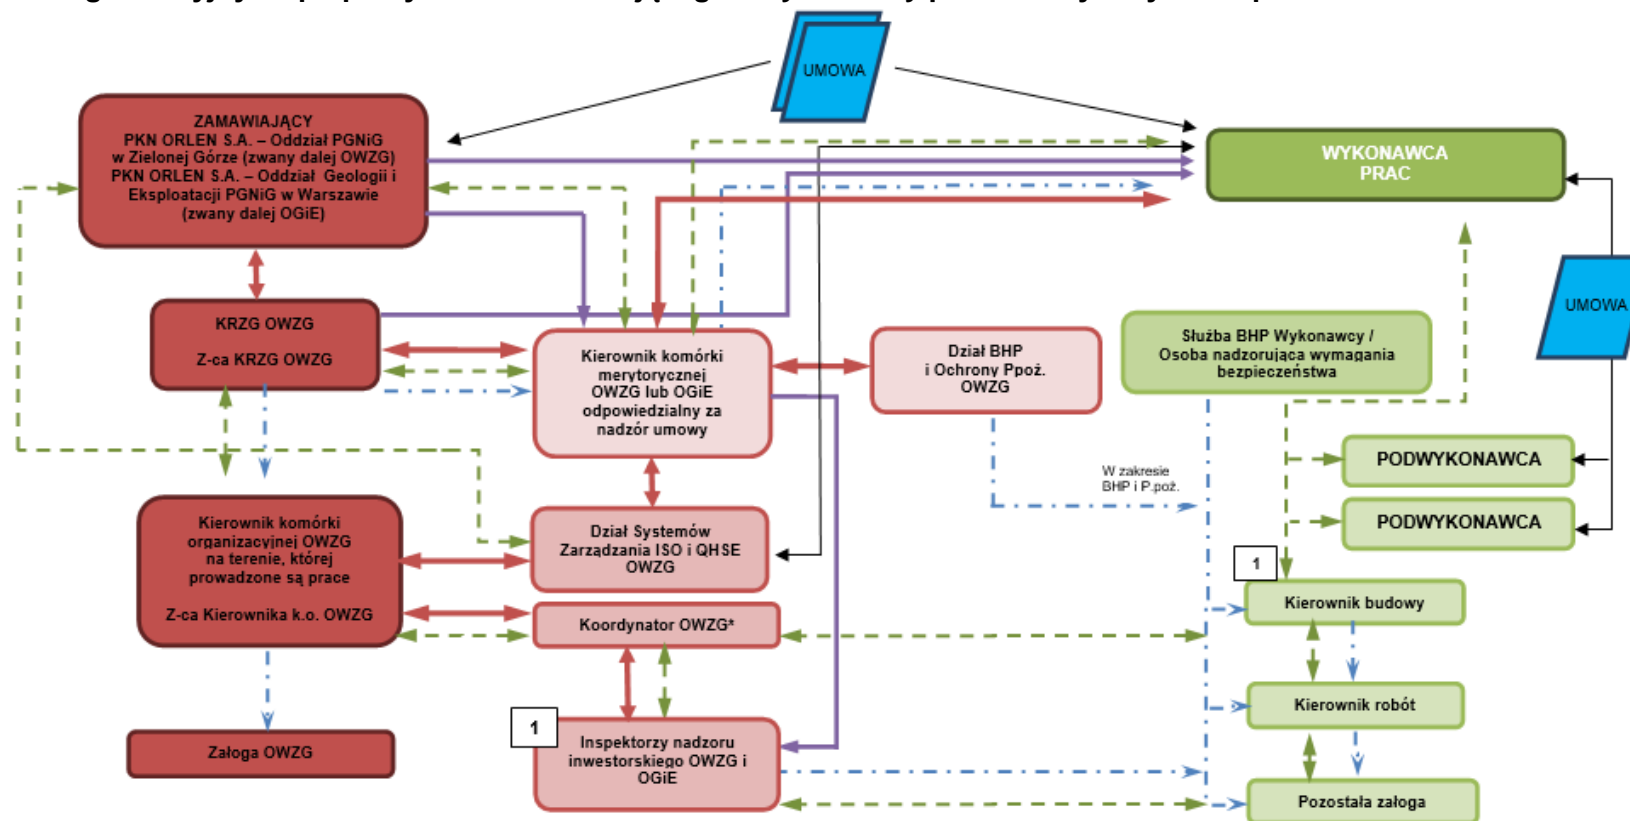 UMOWA
ZAMAWIAJĄCY
PKN ORLEN S.A. – Oddział PGNiG
w Zielonej Górze (zwany dalej OWZG)
PKN ORLEN S.A. – Oddział Geologii i
Eksploatacji PGNiG w Warszawie
(zwany dalej OGiE)
WYKONAWCA
PRAC
UMOWA
KRZG OWZG
Z-ca KRZG OWZG
Kierownik komórki
merytorycznej
OWZG lub OGiE
odpowiedzialny za
nadzór umowy
Dział BHP
i Ochrony Ppoż.
OWZG
Służba BHP Wykonawcy /
Osoba nadzorująca wymagania
bezpieczeństwa
PODWYKONAWCA
W zakresie
BHP i P.poż.
PODWYKONAWCA
Kierownik komórki
organizacyjnej OWZG
na terenie, której
prowadzone są prace
Z-ca Kierownika k.o. OWZG
Dział Systemów
Zarządzania ISO i QHSE
OWZG
1
Kierownik budowy
Koordynator OWZG*
Kierownik robót
1
Inspektorzy nadzoru
inwestorskiego OWZG i
OGiE
Załoga OWZG
Pozostała załoga